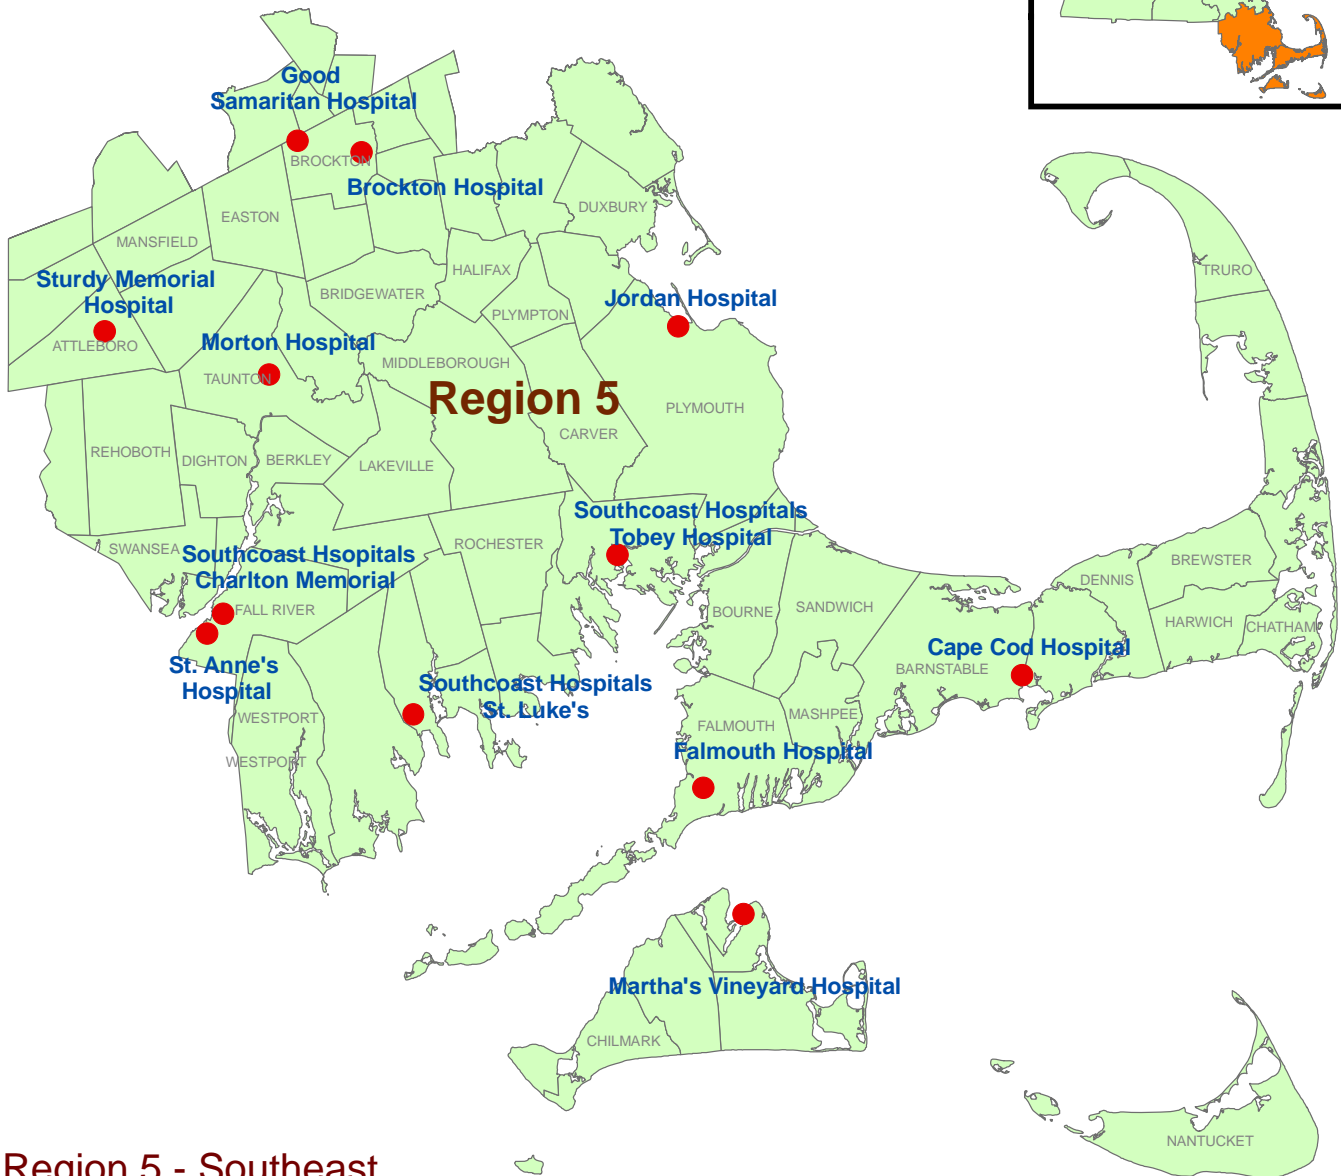 Good
Samaritan Hospital
BROCKTON
Brockton Hospital
DUXBURY
EASTON
MANSFIELD
HALIFAX
TRURO
Sturdy Memorial
Hospital
BRIDGEWATER
Jordan Hospital
PLYMPTON
ATTLEBORO
Morton Hospital
MIDDLEBOROUGH
TAUNTON
Region 5
PLYMOUTH
CARVER
REHOBOTH
DIGHTON
BERKLEY
LAKEVILLE
Southcoast Hospitals
Tobey Hospital
SWANSEA
Southcoast Hsopitals
Charlton Memorial
ROCHESTER
BREWSTER
DENNIS
FALL RIVER
BOURNE
SANDWICH
HARWICH
CHATHAM
Cape Cod Hospital
BARNSTABLE
St. Anne's
Hospital
Southcoast Hospitals
St. Luke's
WESTPORT
MASHPEE
FALMOUTH
Falmouth Hospital
WESTPORT
Martha's Vineyard Hospital
CHILMARK
NANTUCKET
Region 5 - Southeast